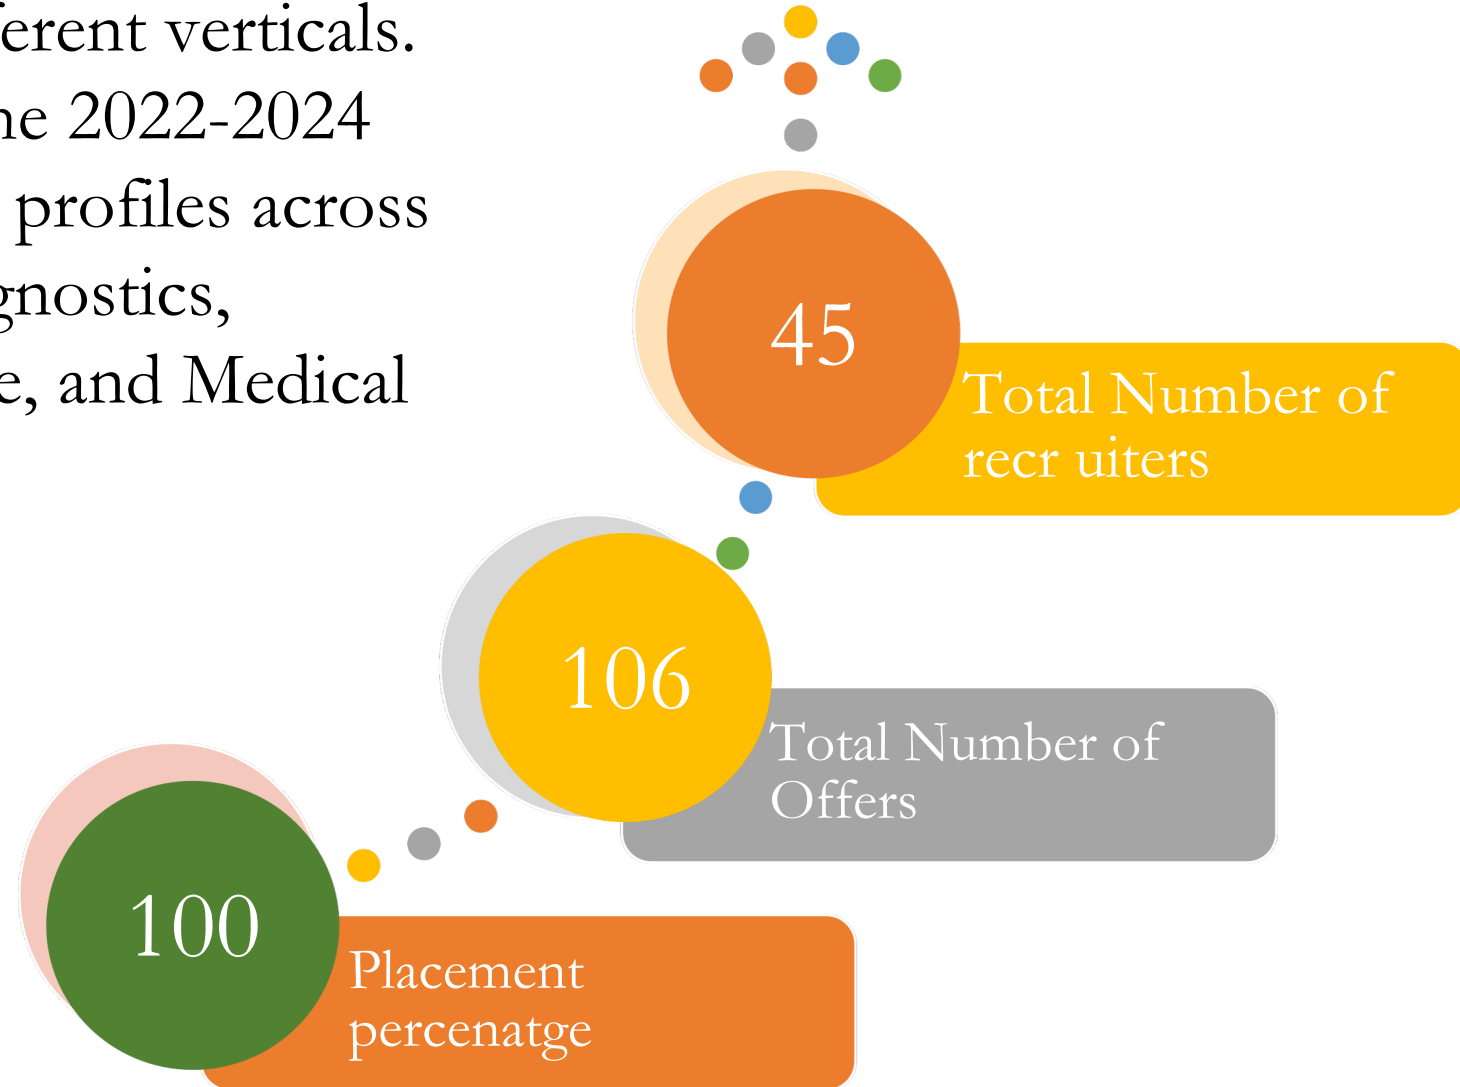 erent verticals.
ne 2022-2024
profiles across
gnostics,
e, and Medical
45
Total Number of
recr uiters
106
Total Number of
Offers
100
Placement
percenatge